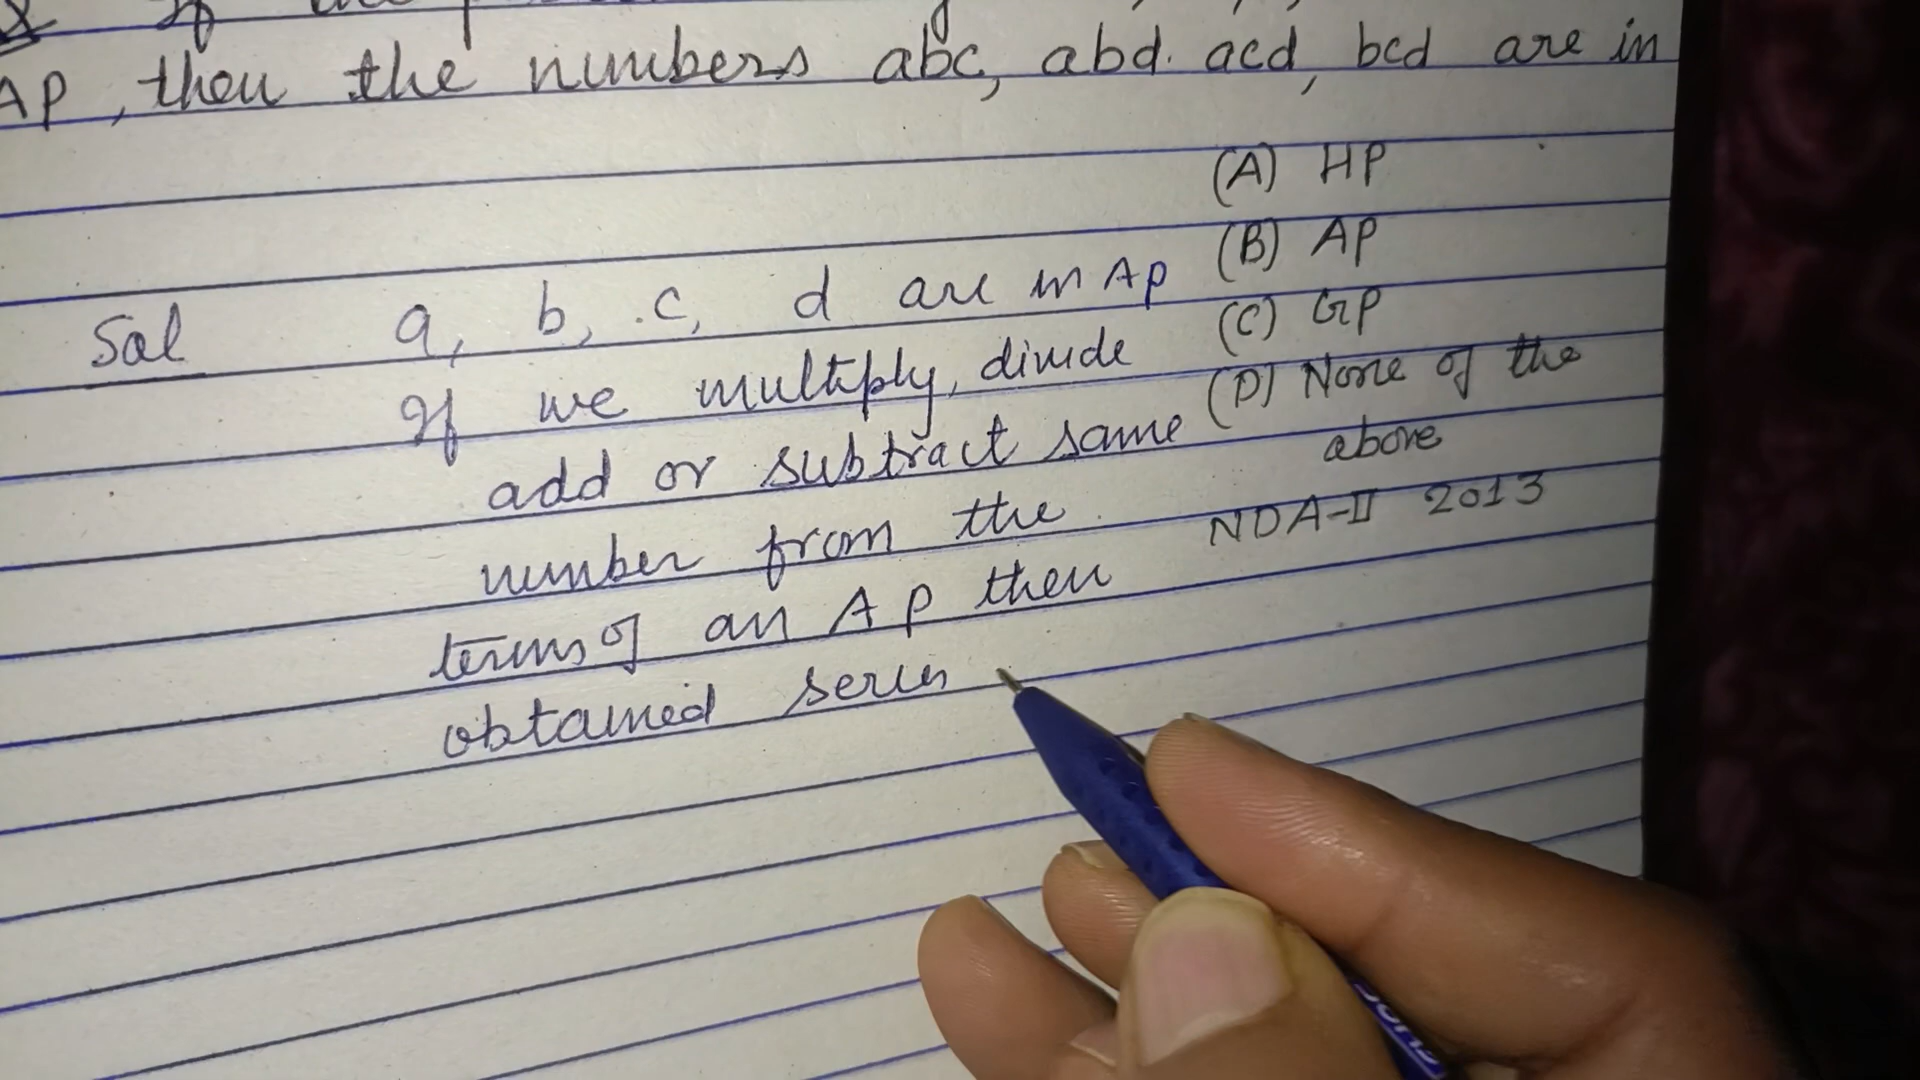 If the
AP, then the numbers abc, abd. acd, bcd are in
(A) HP
(B) AP
(C) GP
(D) None of the
above
NDA-II 2013
Sol a, b, c, d are in AP
If we multiply, divide
add or subtract same
number from the
terms of an AP then
obtained series